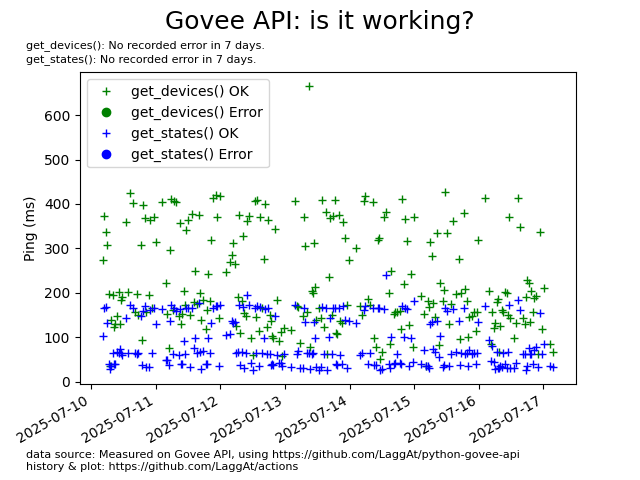 Govee API: is it working?
get_devices(): No recorded error in 7 days.
get_states(): No recorded error in 7 days.
get_devices() OK
get_devices() Error
get_states() OK
get_states() Error
Ping (ms)
600
500
400
300
200
100
0
2025-07-10
2025-07-11
2025-07-12
2025-07-13
2025-07-14
2025-07-15
2025-07-16
2025-07-17
data source: Measured on Govee API, using https://github.com/LaggAt/python-govee-api
history & plot: https://github.com/LaggAt/actions